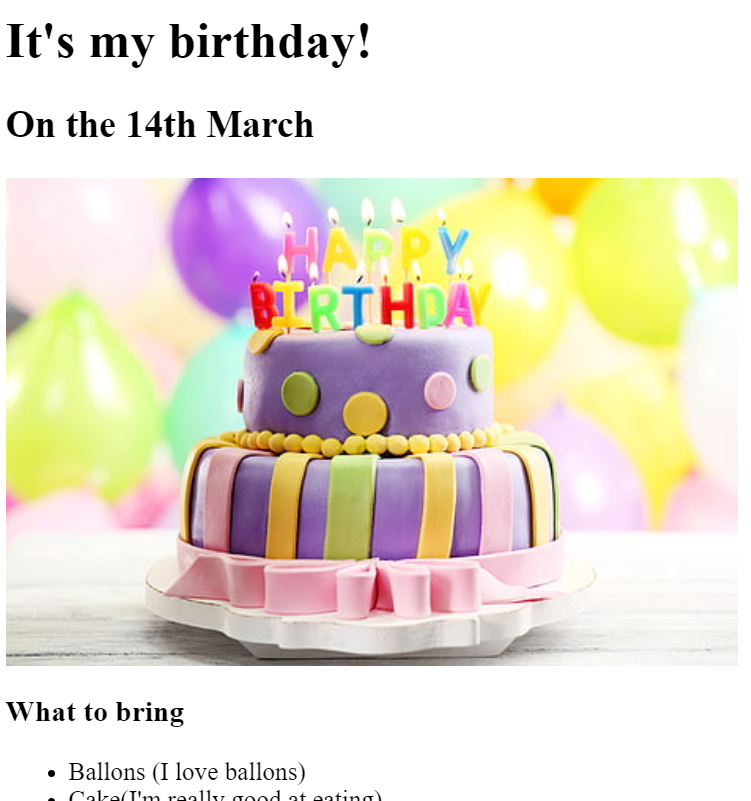 It's my birthday!
On the 14th March
HAPPY
BIRTHDAY
What to bring
Ballons (I love ballons)
Cake(I'm really good at eating)